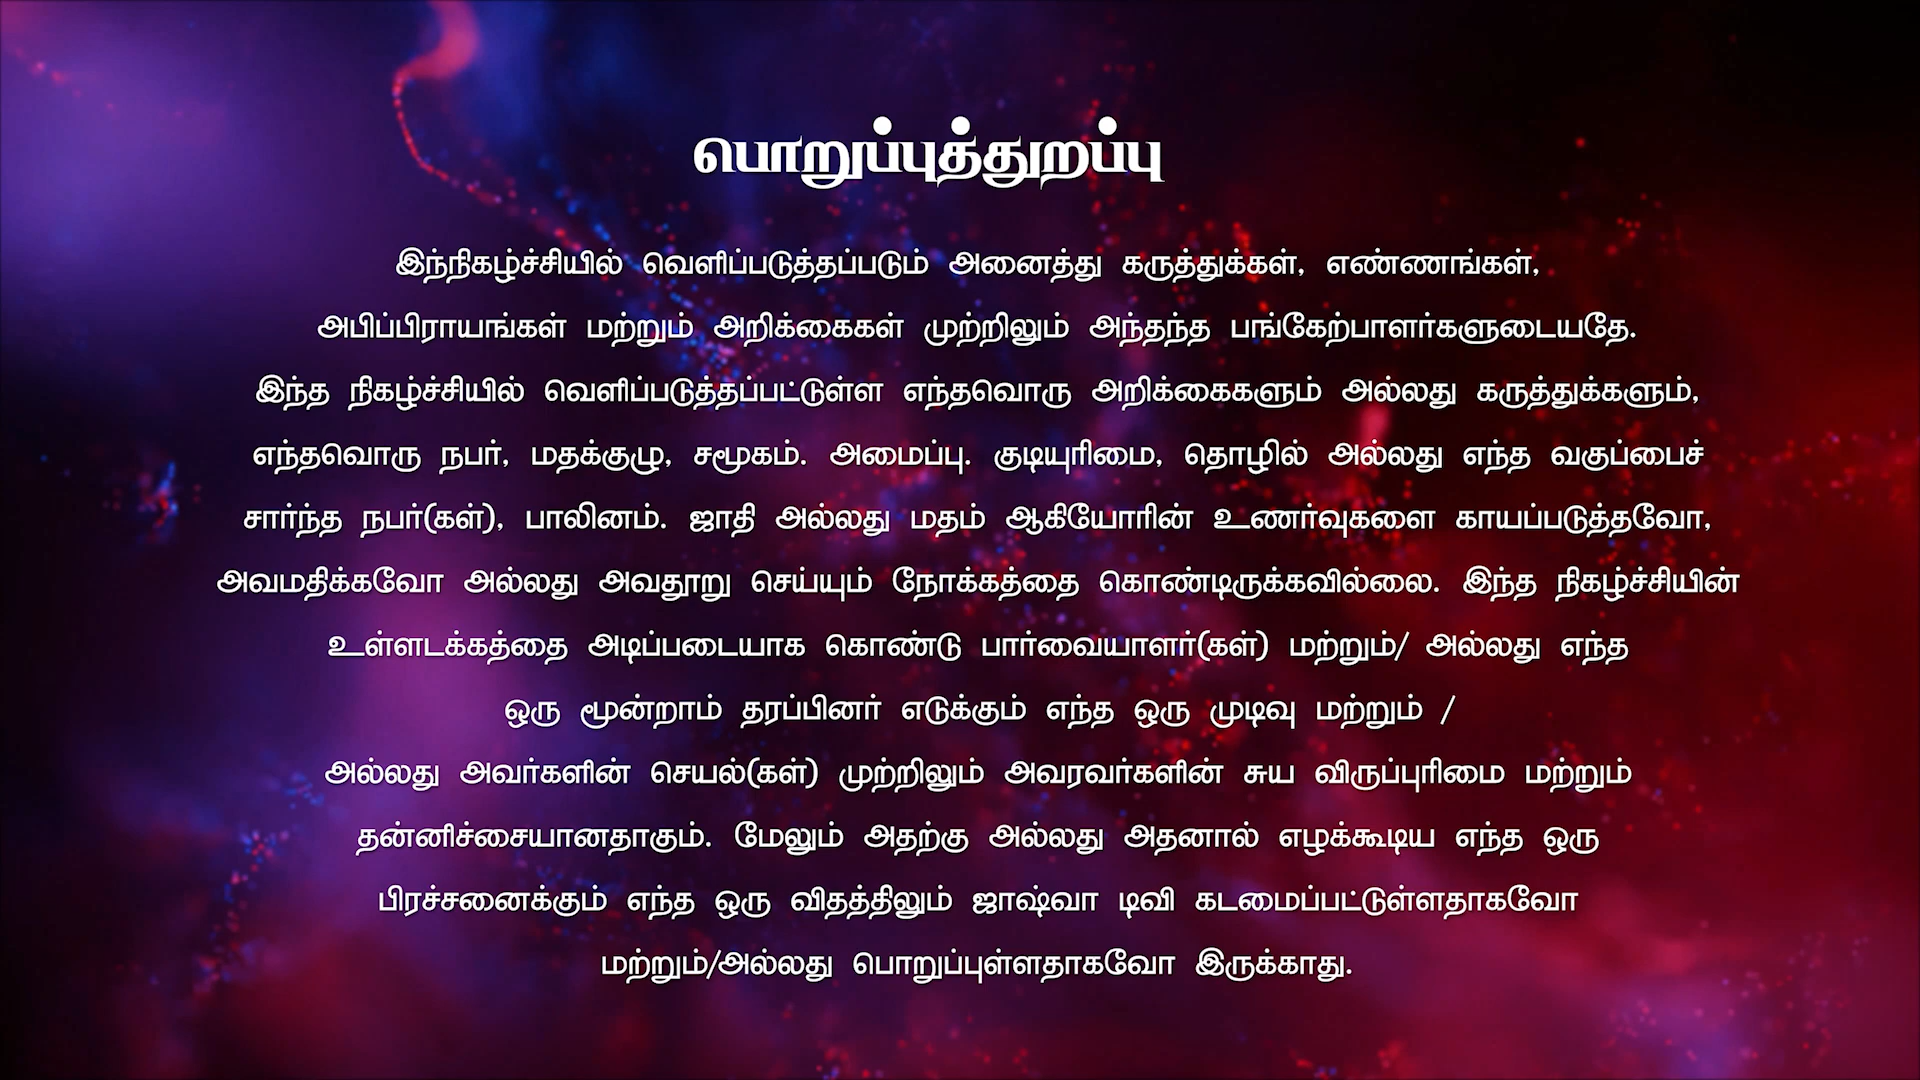 பொறுப்புத்துறப்பு
இந்நிகழ்ச்சியில் வெளிப்படுத்தப்படும் அனைத்து கருத்துக்கள், எண்ணங்கள்,
அபிப்பிராயங்கள் மற்றும் அறிக்கைகள் முற்றிலும் அந்தந்த பங்கேற்பாளர்களுடையதே.
இந்த நிகழ்ச்சியில் வெளிப்படுத்தப்பட்டுள்ள எந்தவொரு அறிக்கைகளும் அல்லது கருத்துக்களும்,
எந்தவொரு நபர், மதக்குழு, சமூகம். அமைப்பு. குடியுரிமை, தொழில் அல்லது எந்த வகுப்பைச்
சார்ந்த நபர்(கள்), பாலினம். ஜாதி அல்லது மதம் ஆகியோரின் உணர்வுகளை காயப்படுத்தவோ,
அவமதிக்கவோ அல்லது அவதூறு செய்யும் நோக்கத்தை கொண்டிருக்கவில்லை. இந்த நிகழ்ச்சியின்
உள்ளடக்கத்தை அடிப்படையாக கொண்டு பார்வையாளர்(கள்) மற்றும்/ அல்லது எந்த
ஒரு மூன்றாம் தரப்பினர் எடுக்கும் எந்த ஒரு முடிவு மற்றும் /
அல்லது அவர்களின் செயல்(கள்) முற்றிலும் அவரவர்களின் சுய விருப்புரிமை மற்றும்
தன்னிச்சையானதாகும். மேலும் அதற்கு அல்லது அதனால் எழக்கூடிய எந்த ஒரு
பிரச்சனைக்கும் எந்த ஒரு விதத்திலும் ஜாஷ்வா டிவி கடமைப்பட்டுள்ளதாகவோ
மற்றும்/அல்லது பொறுப்புள்ளதாகவோ இருக்காது.